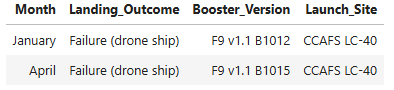 Month Landing_Outcome Booster_Version Launch_Site
January Failure (drone ship) F9 v1.1 B1012 CCAFS LC-40
April Failure (drone ship) F9 v1.1 B1015 CCAFS LC-40